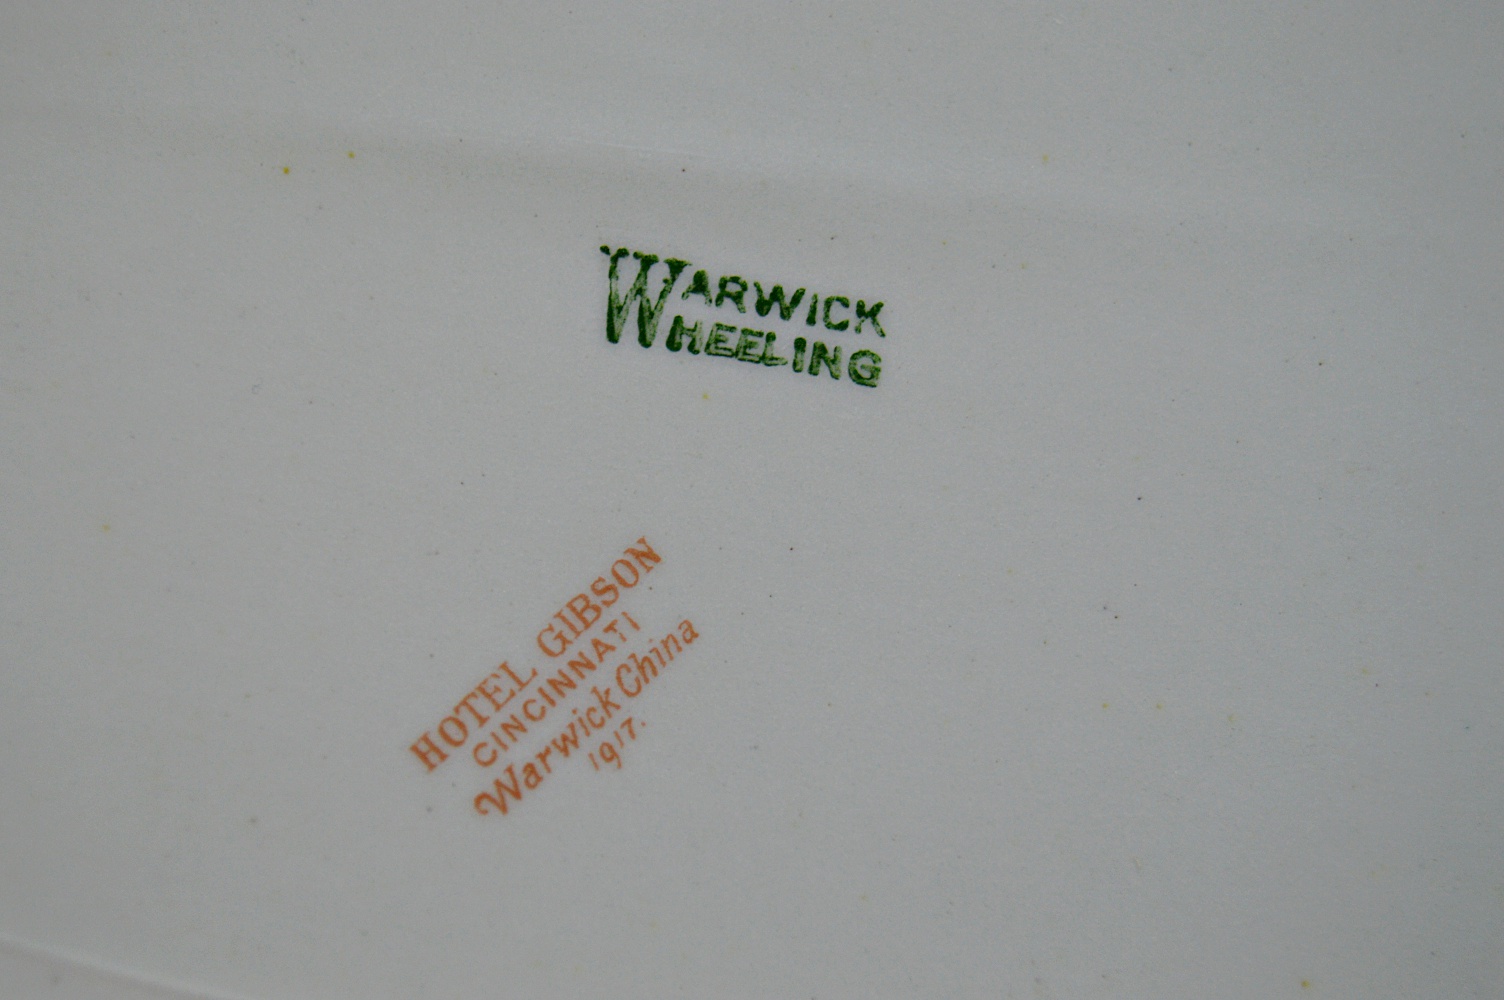 WARWICK
WHEELING
HOTEL GIBSON
CINCINNATI
Warwick China
1917.